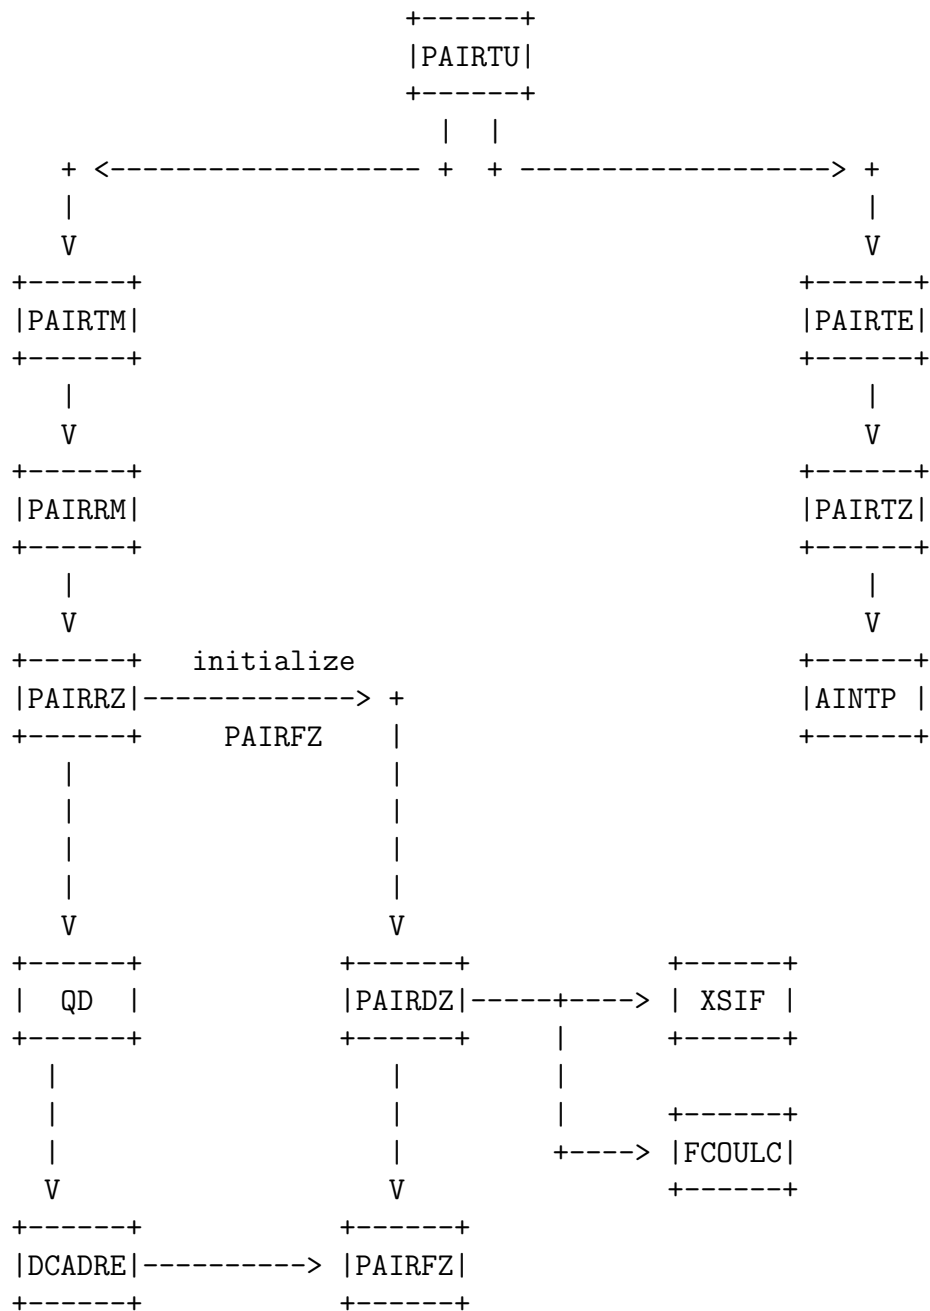 PAIRTU
PAIRTM PAIRTE
PAIRRM PAIRTZ
initialize
PAIRRZ AINTP
PAIRFZ
QD PAIRDZ XSIF
FCOULC
DCADRE PAIRFZ